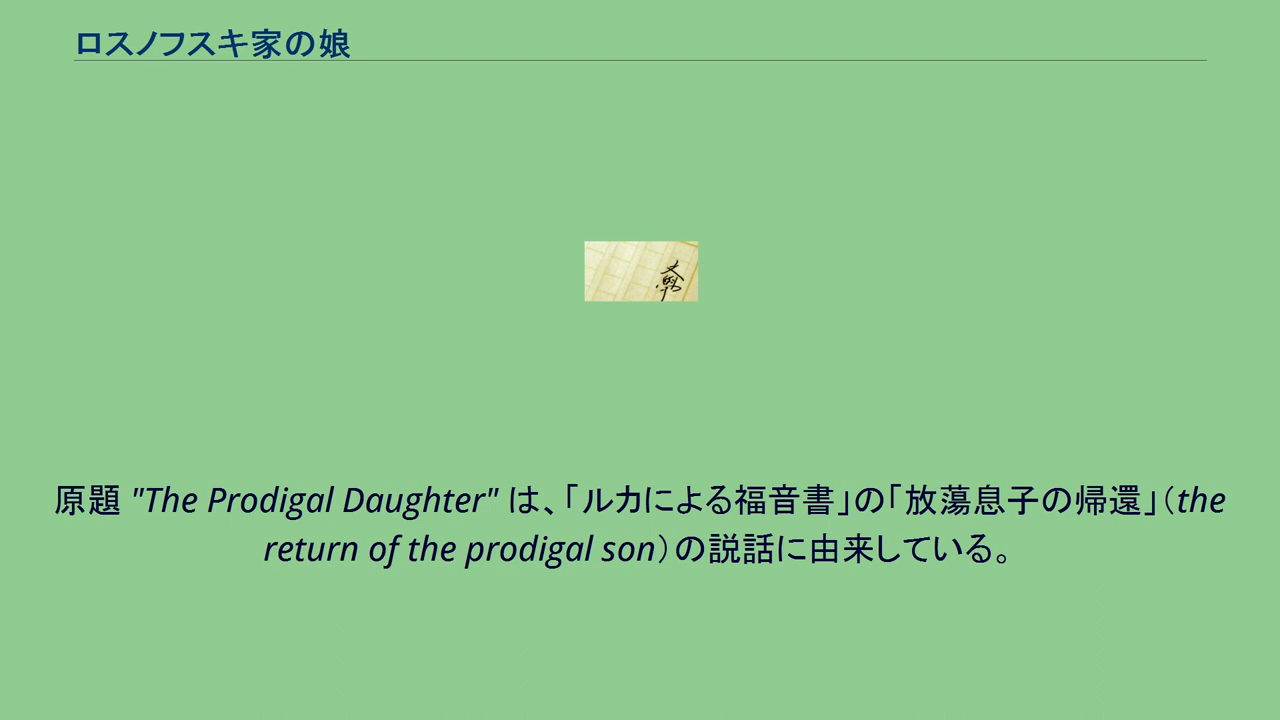 ロスノフスキ家の娘
原題 "The Prodigal Daughter" は、「ルカによる福音書」の「放蕩息子の帰還」（the
return of the prodigal son）の説話に由来している。